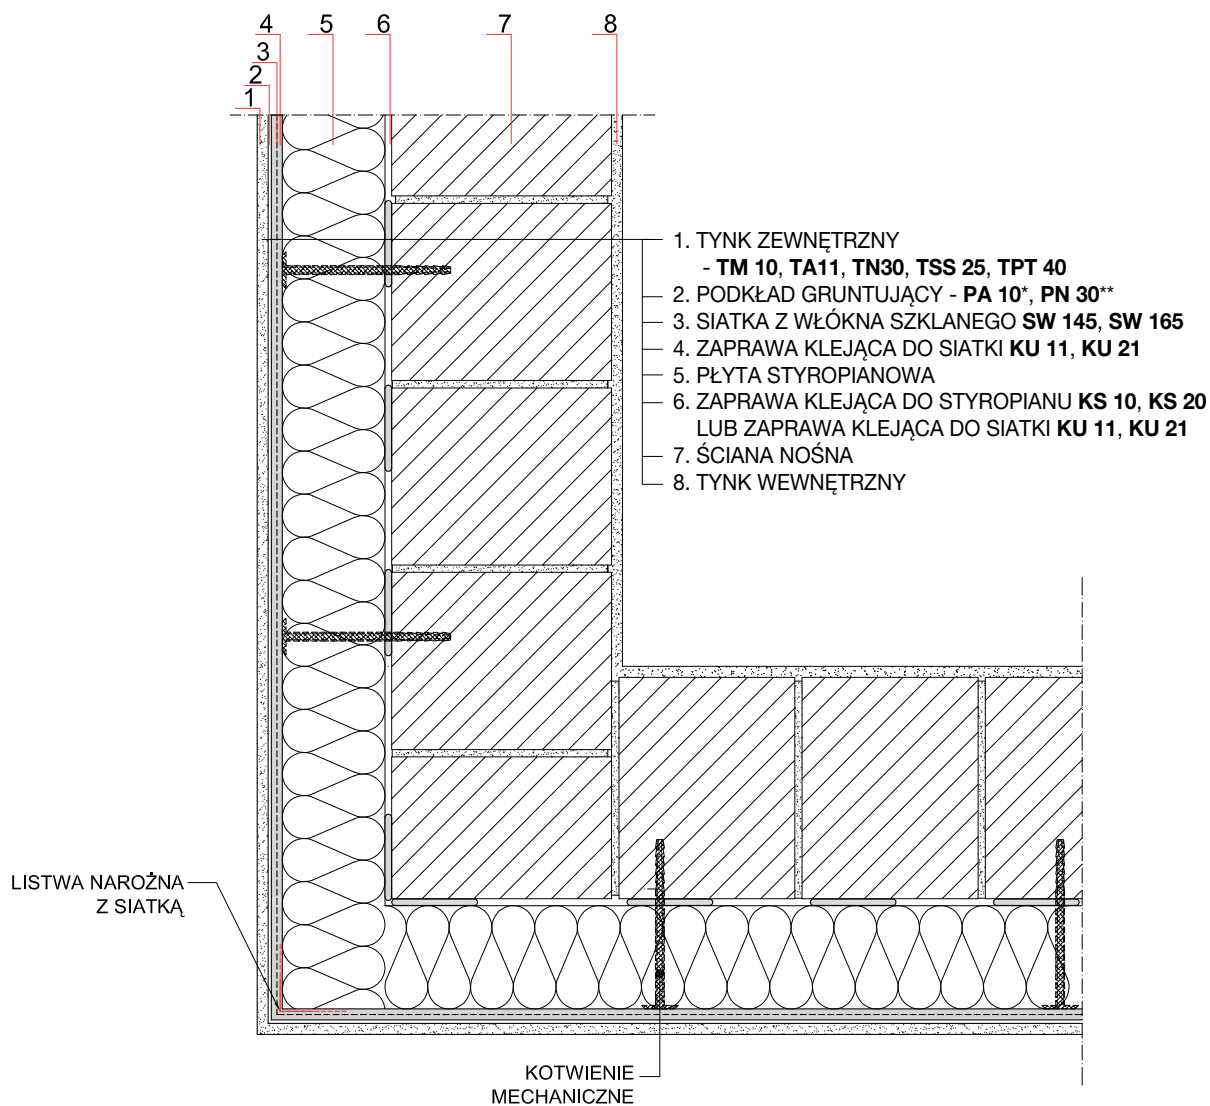 4 5 6 7 8
3
2
1
1. TYNK ZEWNĘTRZNY
- TM 10, TA11, TN30, TSS 25, TPT 40
2. PODKŁAD GRUNTUJĄCY - PA 10*, PN 30**
3. SIATKA Z WŁÓKNA SZKLANEGO SW 145, SW 165
4. ZAPRAWA KLEJĄCA DO SIATKI KU 11, KU 21
5. PŁYTA STYROPIANOWA
6. ZAPRAWA KLEJĄCA DO STYROPIANU KS 10, KS 20
LUB ZAPRAWA KLEJĄCA DO SIATKI KU 11, KU 21
7. ŚCIANA NOŚNA
8. TYNK WEWNĘTRZNY
LISTWA NAROŻNA
Z SIATKĄ
KOTWIENIE
MECHANICZNE